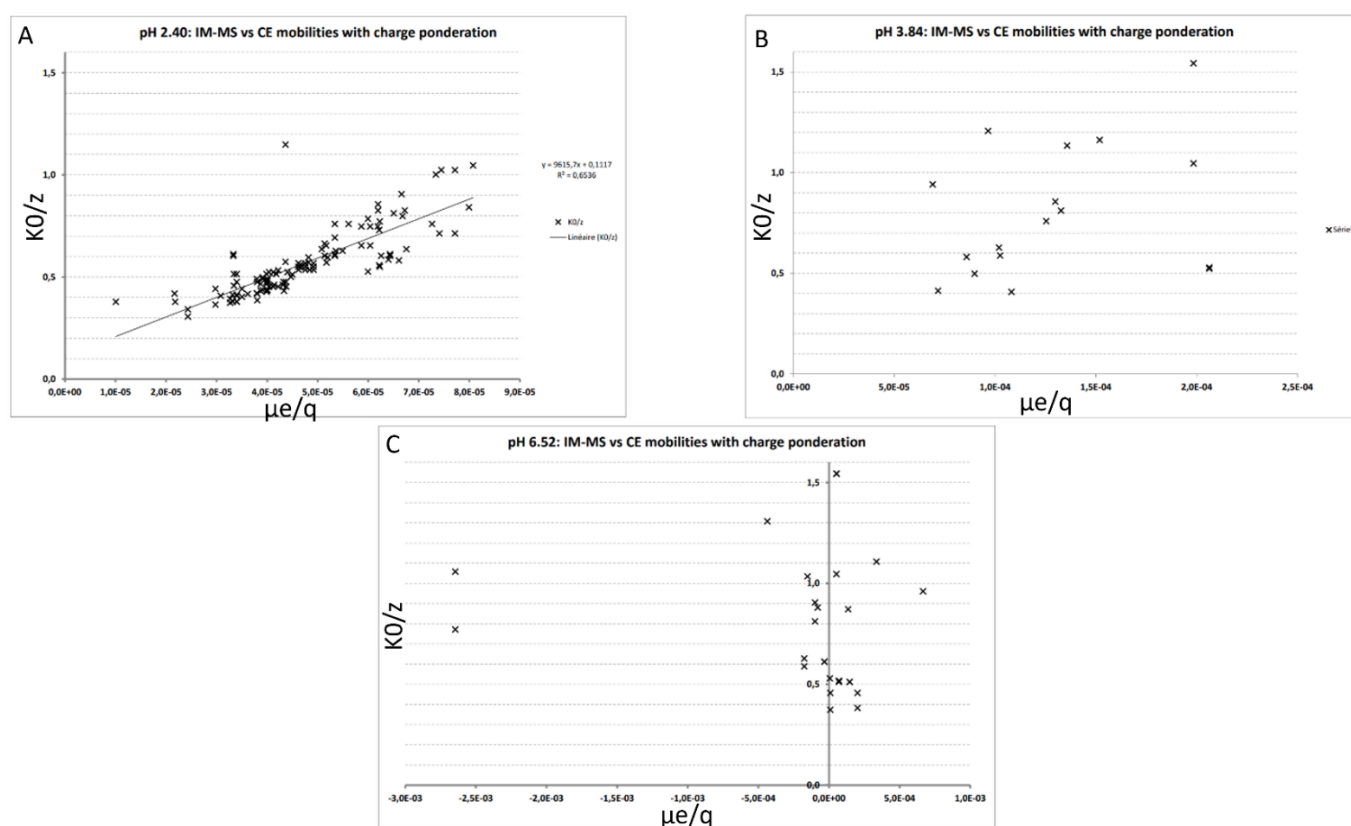 A
pH 2.40: IM-MS vs CE mobilities with charge ponderation
K0/z
1,5
1,0
0,5
0,0
y = 9615,7x + 0,1117
R² = 0,6536
K0/z
Linéaire (K0/z)
0,0E+00 1,0E-05 2,0E-05 3,0E-05 4,0E-05 5,0E-05 6,0E-05 7,0E-05 8,0E-05 9,0E-05
µe/q
B
pH 3.84: IM-MS vs CE mobilities with charge ponderation
K0/z
1,5
1,0
0,5
0,0
Série
0,0E+00 5,0E-05 1,0E-04 1,5E-04 2,0E-04 2,5E-04
µe/q
C
pH 6.52: IM-MS vs CE mobilities with charge ponderation
K0/z
1,5
1,0
0,5
0,0
-3,0E-03 -2,5E-03 -2,0E-03 -1,5E-03 -1,0E-03 -5,0E-04 0,0E+00 5,0E-04 1,0E-03
µe/q